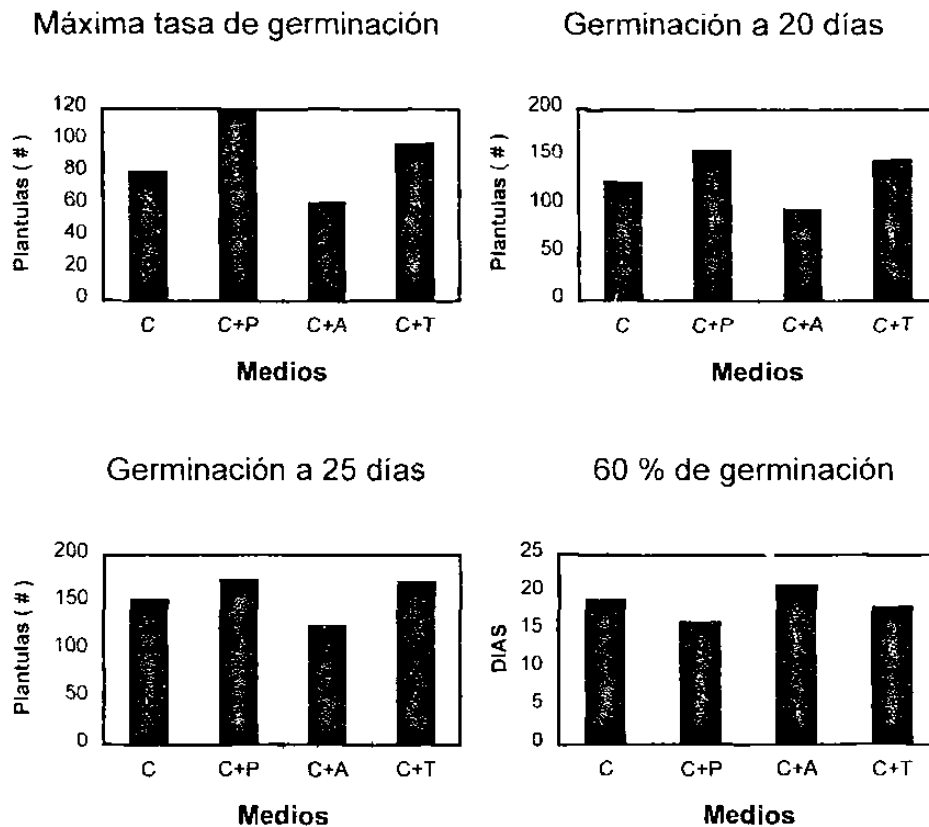 Máxima tasa de germinación
Plantulas ( # )
120
100
80
60
40
20
0
C C+P C+A C+T
Medios
Germinación a 20 días
Plantulas ( # )
200
150
100
50
0
C C+P C+A C+T
Medios
Germinación a 25 días
Plantulas ( # )
200
150
100
50
0
C C+P C+A C+T
Medios
60 % de germinación
DIAS
25
20
15
10
5
0
C C+P C+A C+T
Medios